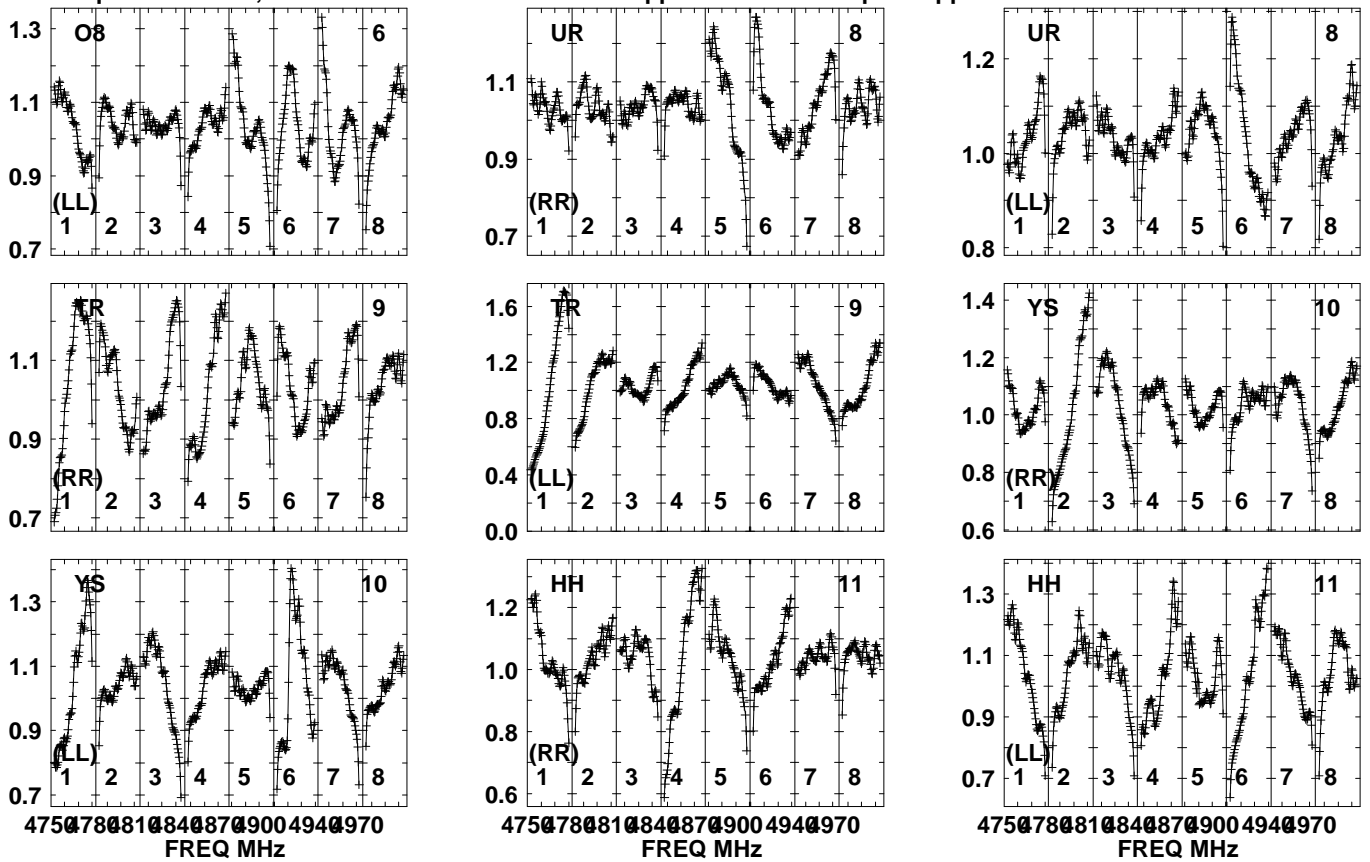 O8 6
1.3
1.1
0.9
0.7
(LL)
1 2 3 4 5 6 7 8
UR 8
1.1
0.9
0.7
(RR)
1 2 3 4 5 6 7 8
UR 8
1.2
1.0
0.8
(LL)
1 2 3 4 5 6 7 8
TR 9
1.1
0.9
0.7
(RR)
1 2 3 4 5 6 7 8
TR 9
1.6
1.2
0.8
0.4
0.0
(LL)
1 2 3 4 5 6 7 8
YS 10
1.4
1.2
1.0
0.8
0.6
(RR)
1 2 3 4 5 6 7 8
YS 10
1.3
1.1
0.9
0.7
(LL)
1 2 3 4 5 6 7 8
4750 4780 4810 4840 4870 4900 4940 4970
FREQ MHz
HH 11
1.2
1.0
0.8
0.6
(RR)
1 2 3 4 5 6 7 8
4750 4780 4810 4840 4870 4900 4940 4970
FREQ MHz
HH 11
1.3
1.1
0.9
0.7
(LL)
1 2 3 4 5 6 7 8
4750 4780 4810 4840 4870 4900 4940 4970
FREQ MHz